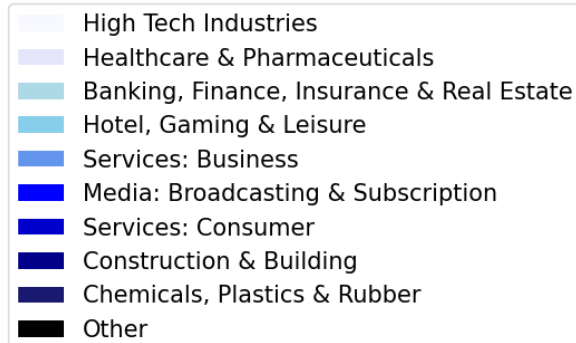 High Tech Industries
Healthcare & Pharmaceuticals
Banking, Finance, Insurance & Real Estate
Hotel, Gaming & Leisure
Services: Business
Media: Broadcasting & Subscription
Services: Consumer
Construction & Building
Chemicals, Plastics & Rubber
Other